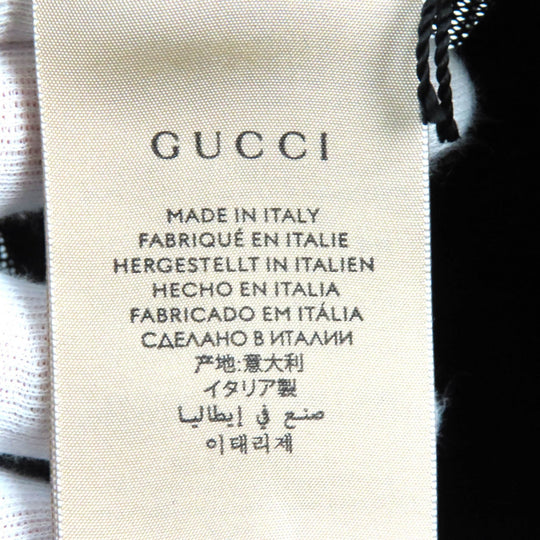 GUCCI
MADE IN ITALY
FABRIQUÉ EN ITALIE
HERGESTELLT IN ITALIEN
HECHO EN ITALIA
FABRICADO EM ITÁLIA
СДЕЛАНО В ИТАЛИИ
产地:意大利
イタリア製
صنع في إيطاليا
이태리제